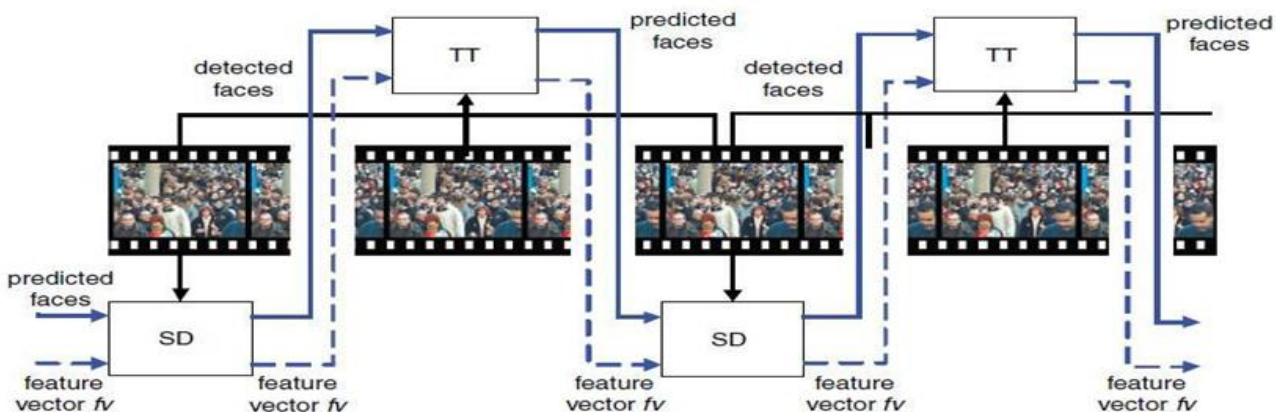 TT
predicted
faces
TT
predicted
faces
detected
faces
detected
faces
predicted
faces
SD
SD
feature
vector fv
feature
vector fv
feature
vector fv
feature
vector fv
feature
vector fv